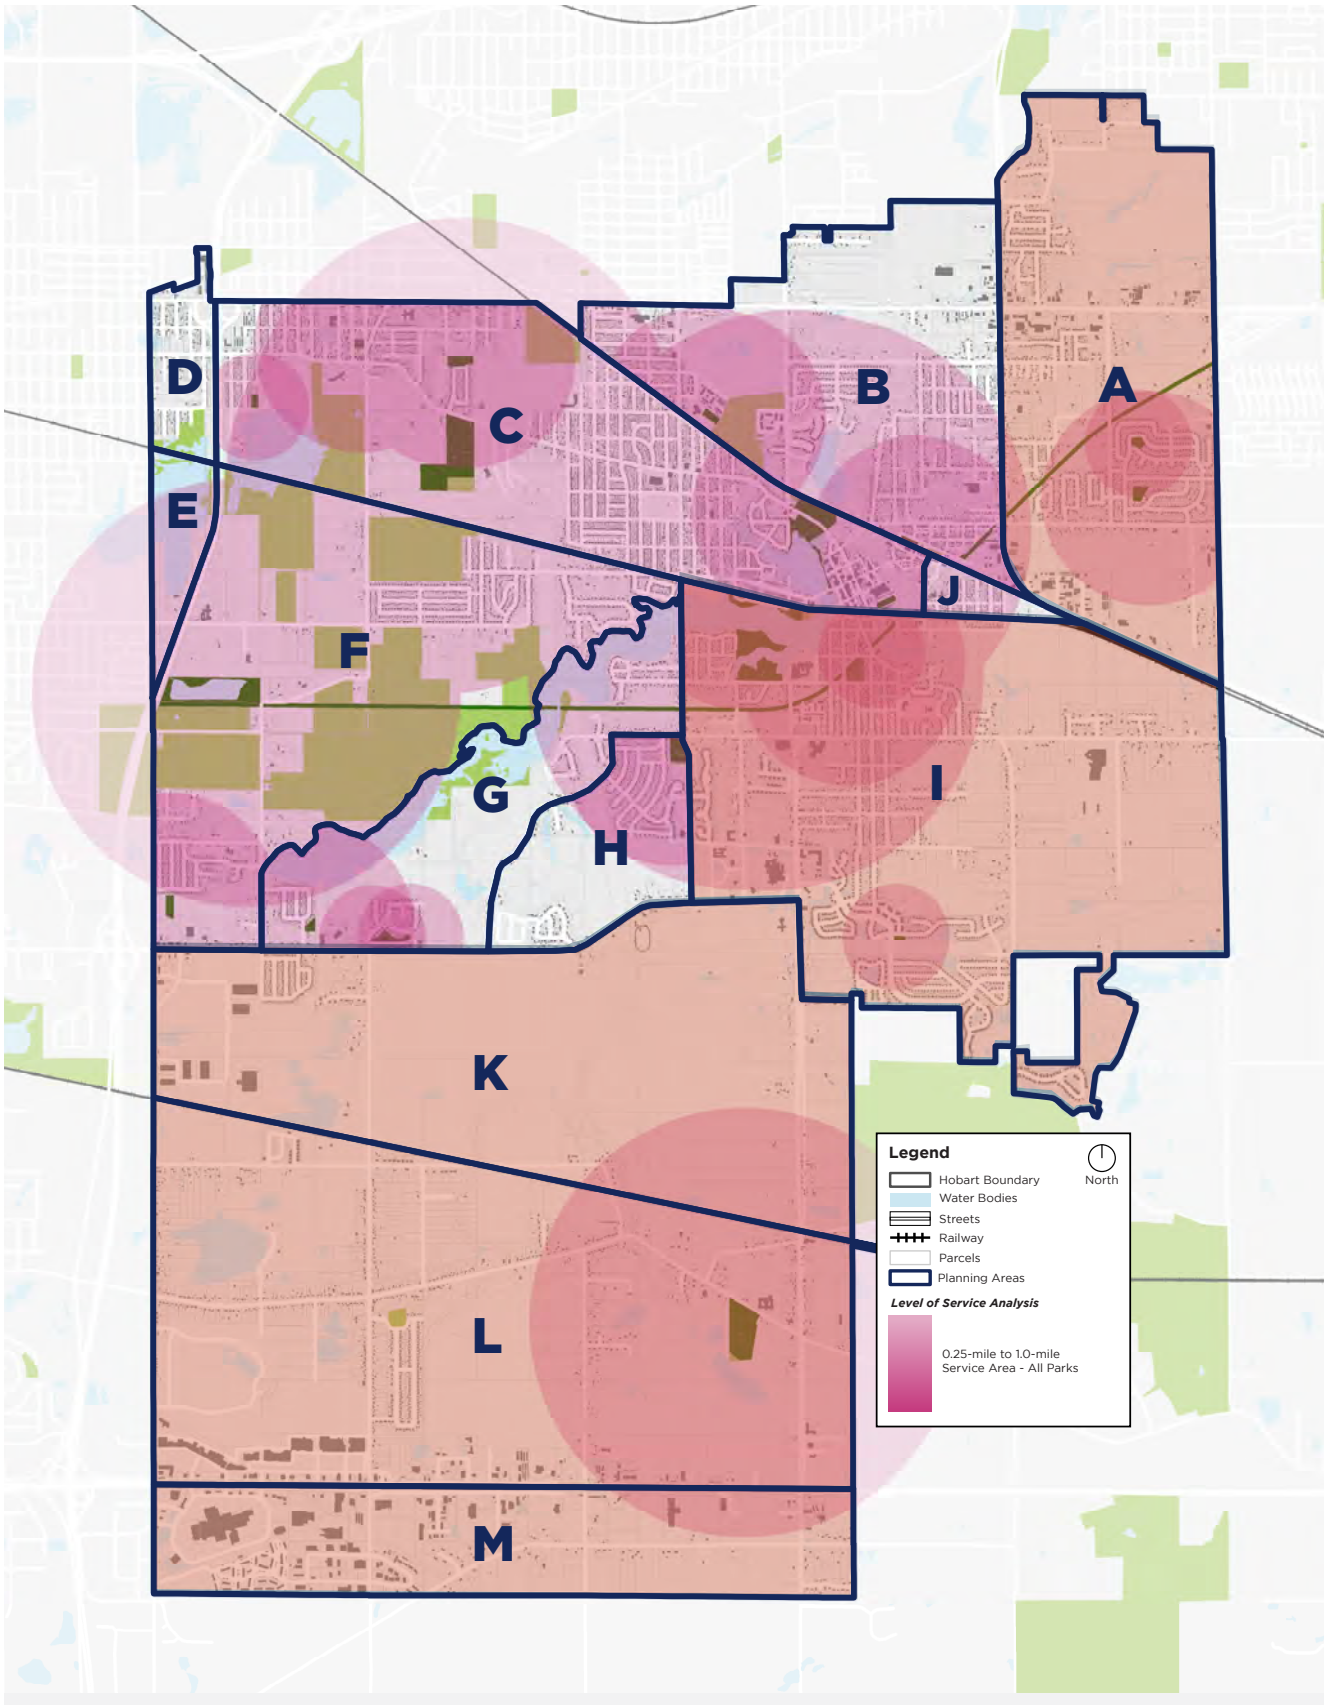 A
D
B
C
E
J
F
I
G
H
K
Legend
North
Hobart Boundary
Water Bodies
Streets
Railway
Parcels
Planning Areas
Level of Service Analysis
0.25-mile to 1.0-mile
Service Area - All Parks
L
M